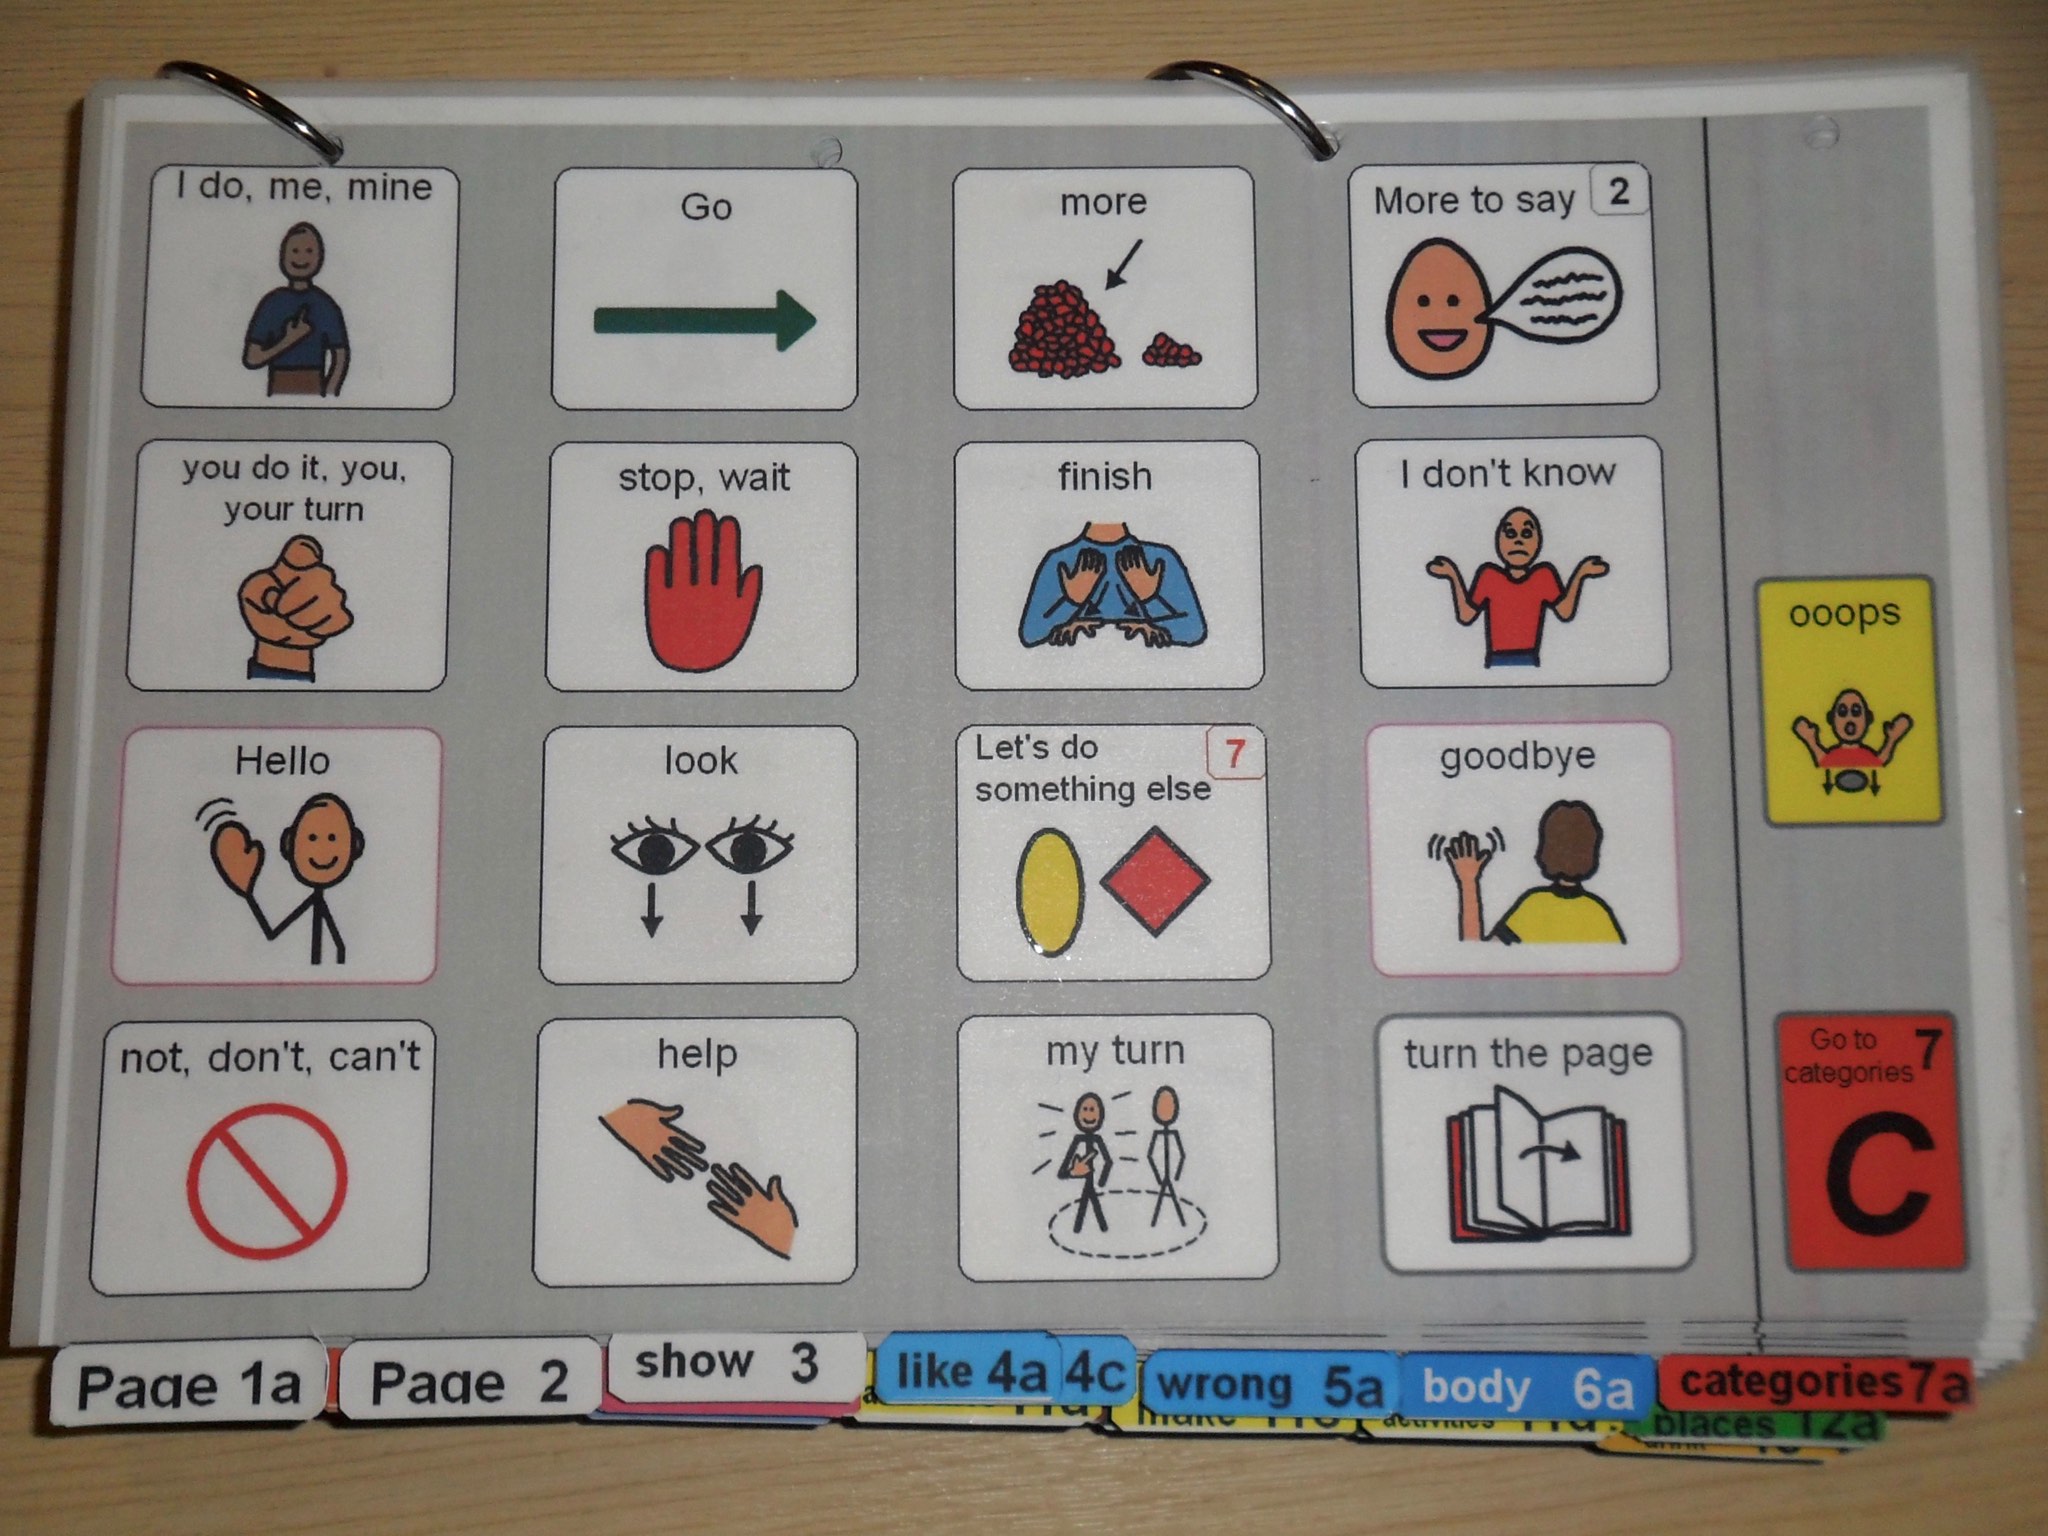 I do, me, mine
Go
more
More to say 2
you do it, you,
your turn
stop, wait
finish
I don't know
ooops
Hello
look
Let's do 7
something else
goodbye
not, don't, can't
help
my turn
turn the page
Go to 7
categories
C
Page 1a
Page 2
show 3
like 4a
4c
wrong 5a
body 6a
categories 7a
make
activities
places 12a